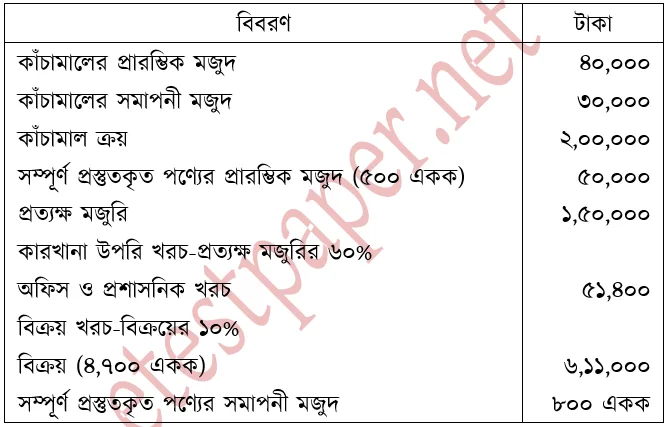 বিবরণ টাকা
কাঁচামালের প্রারম্ভিক মজুদ ৪০,০০০
কাঁচামালের সমাপনী মজুদ ৩০,০০০
কাঁচামাল ক্রয় ২,০০,০০০
সম্পূর্ণ প্রস্তুতকৃত পণ্যের প্রারম্ভিক মজুদ (৫০০ একক) ৫০,০০০
প্রত্যক্ষ মজুরি ১,৫০,০০০
কারখানা উপরি খরচ-প্রত্যক্ষ মজুরির ৬০%
অফিস ও প্রশাসনিক খরচ ৫১,৪০০
বিক্রয় খরচ-বিক্রয়ের ১০%
বিক্রয় (৪,৭০০ একক) ৬,১১,০০০
সম্পূর্ণ প্রস্তুতকৃত পণ্যের সমাপনী মজুদ ৮০০ একক
etestpaper.net